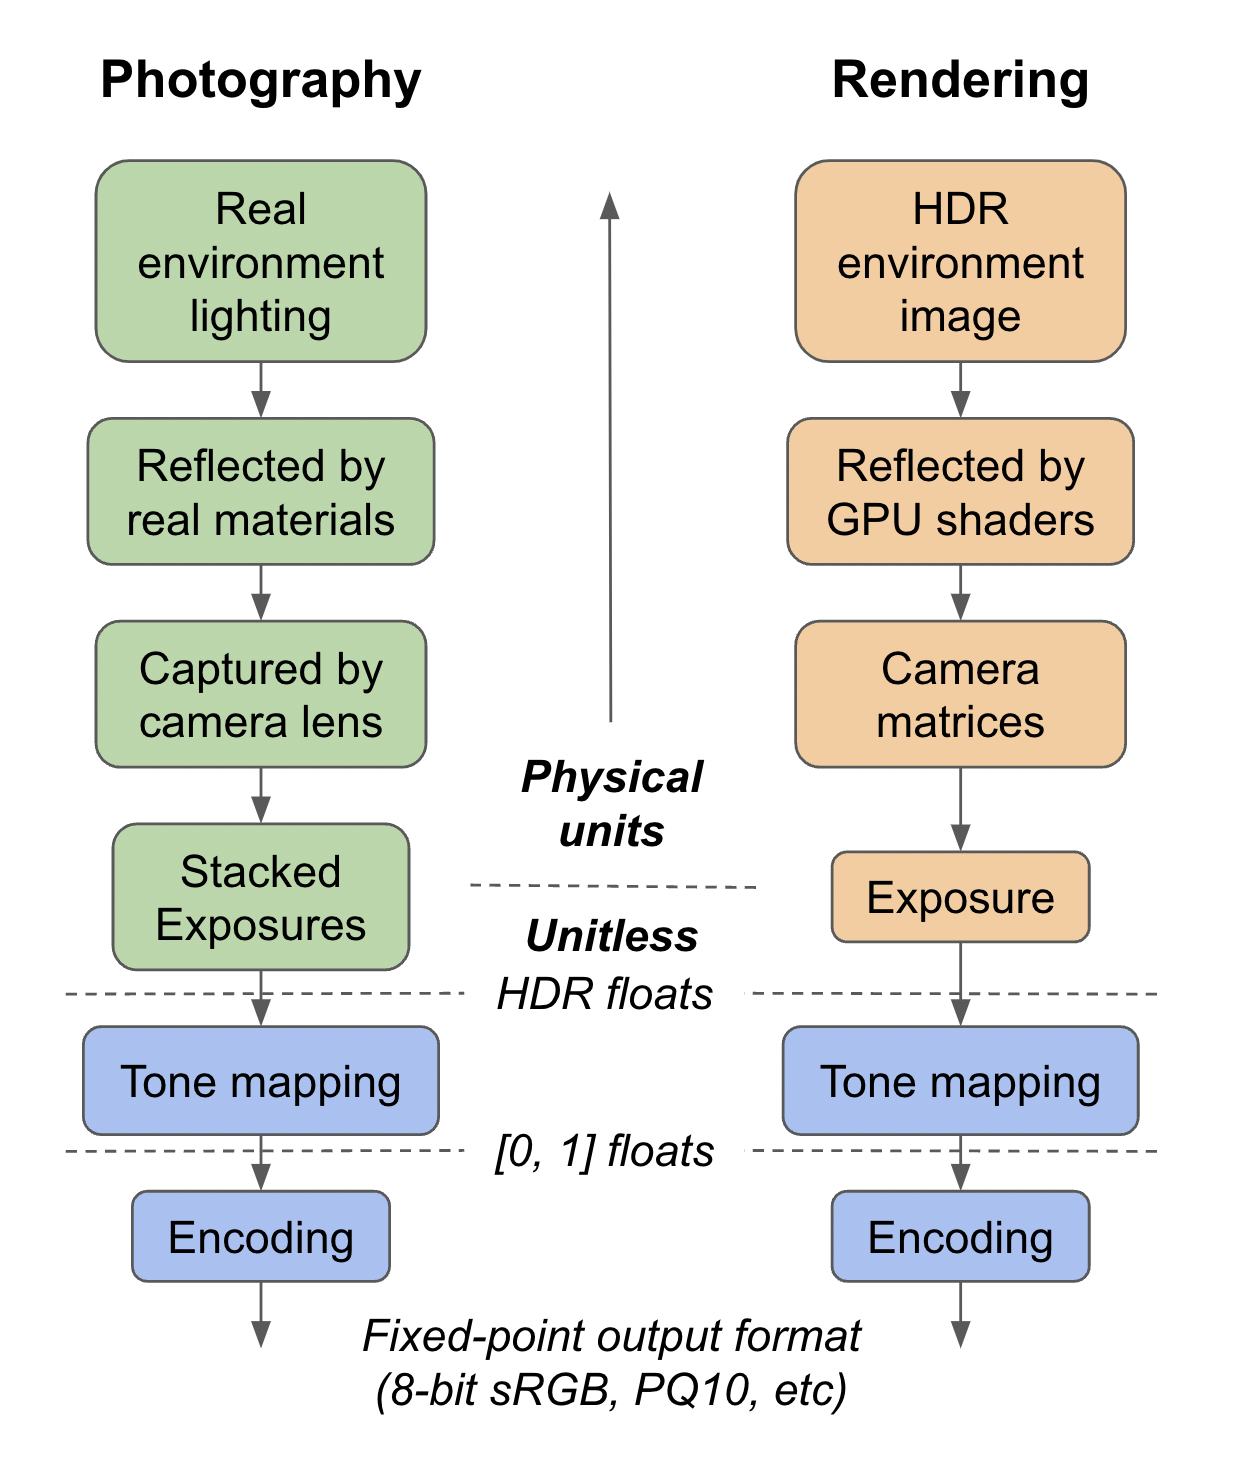 Photography
Rendering
Real
environment
lighting
HDR
environment
image
Reflected by
real materials
Reflected by
GPU shaders
Captured by
camera lens
Camera
matrices
Physical
units
Stacked
Exposures
Exposure
Unitless
HDR floats
Tone mapping
Tone mapping
[0, 1] floats
Encoding
Encoding
Fixed-point output format
(8-bit sRGB, PQ10, etc)